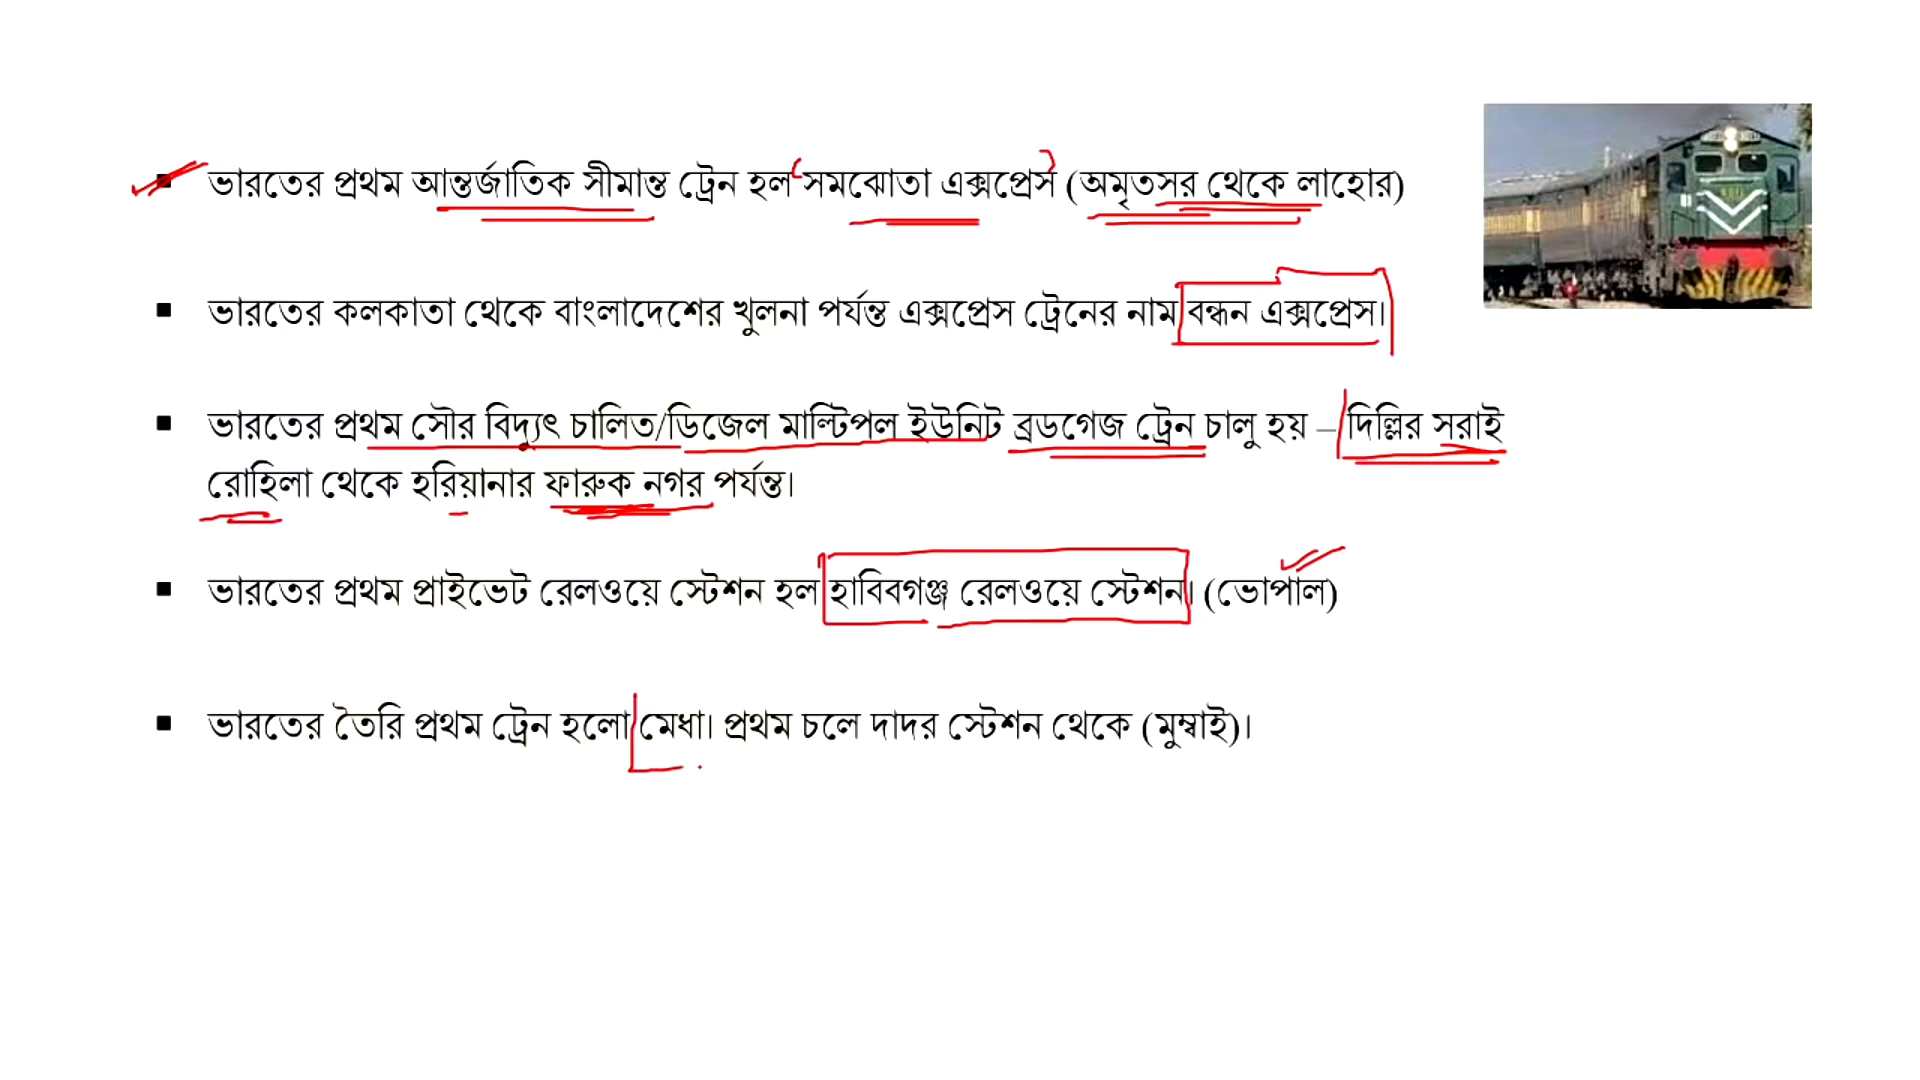 ▪ ভারতের প্রথম আন্তর্জাতিক সীমান্ত ট্রেন হল সমঝোতা এক্সপ্রেস (অমৃতসর থেকে লাহোর)
▪ ভারতের কলকাতা থেকে বাংলাদেশের খুলনা পর্যন্ত এক্সপ্রেস ট্রেনের নাম বন্ধন এক্সপ্রেস।
▪ ভারতের প্রথম সৌর বিদ্যুৎ চালিত/ডিজেল মাল্টিপল ইউনিট ব্রডগেজ ট্রেন চালু হয় – দিল্লির সরাই
রোহিলা থেকে হরিয়ানার ফারুক নগর পর্যন্ত।
▪ ভারতের প্রথম প্রাইভেট রেলওয়ে স্টেশন হল হাবিবগঞ্জ রেলওয়ে স্টেশন। (ভোপাল)
▪ ভারতের তৈরি প্রথম ট্রেন হলো মেধা। প্রথম চলে দাদর স্টেশন থেকে (মুম্বাই)।